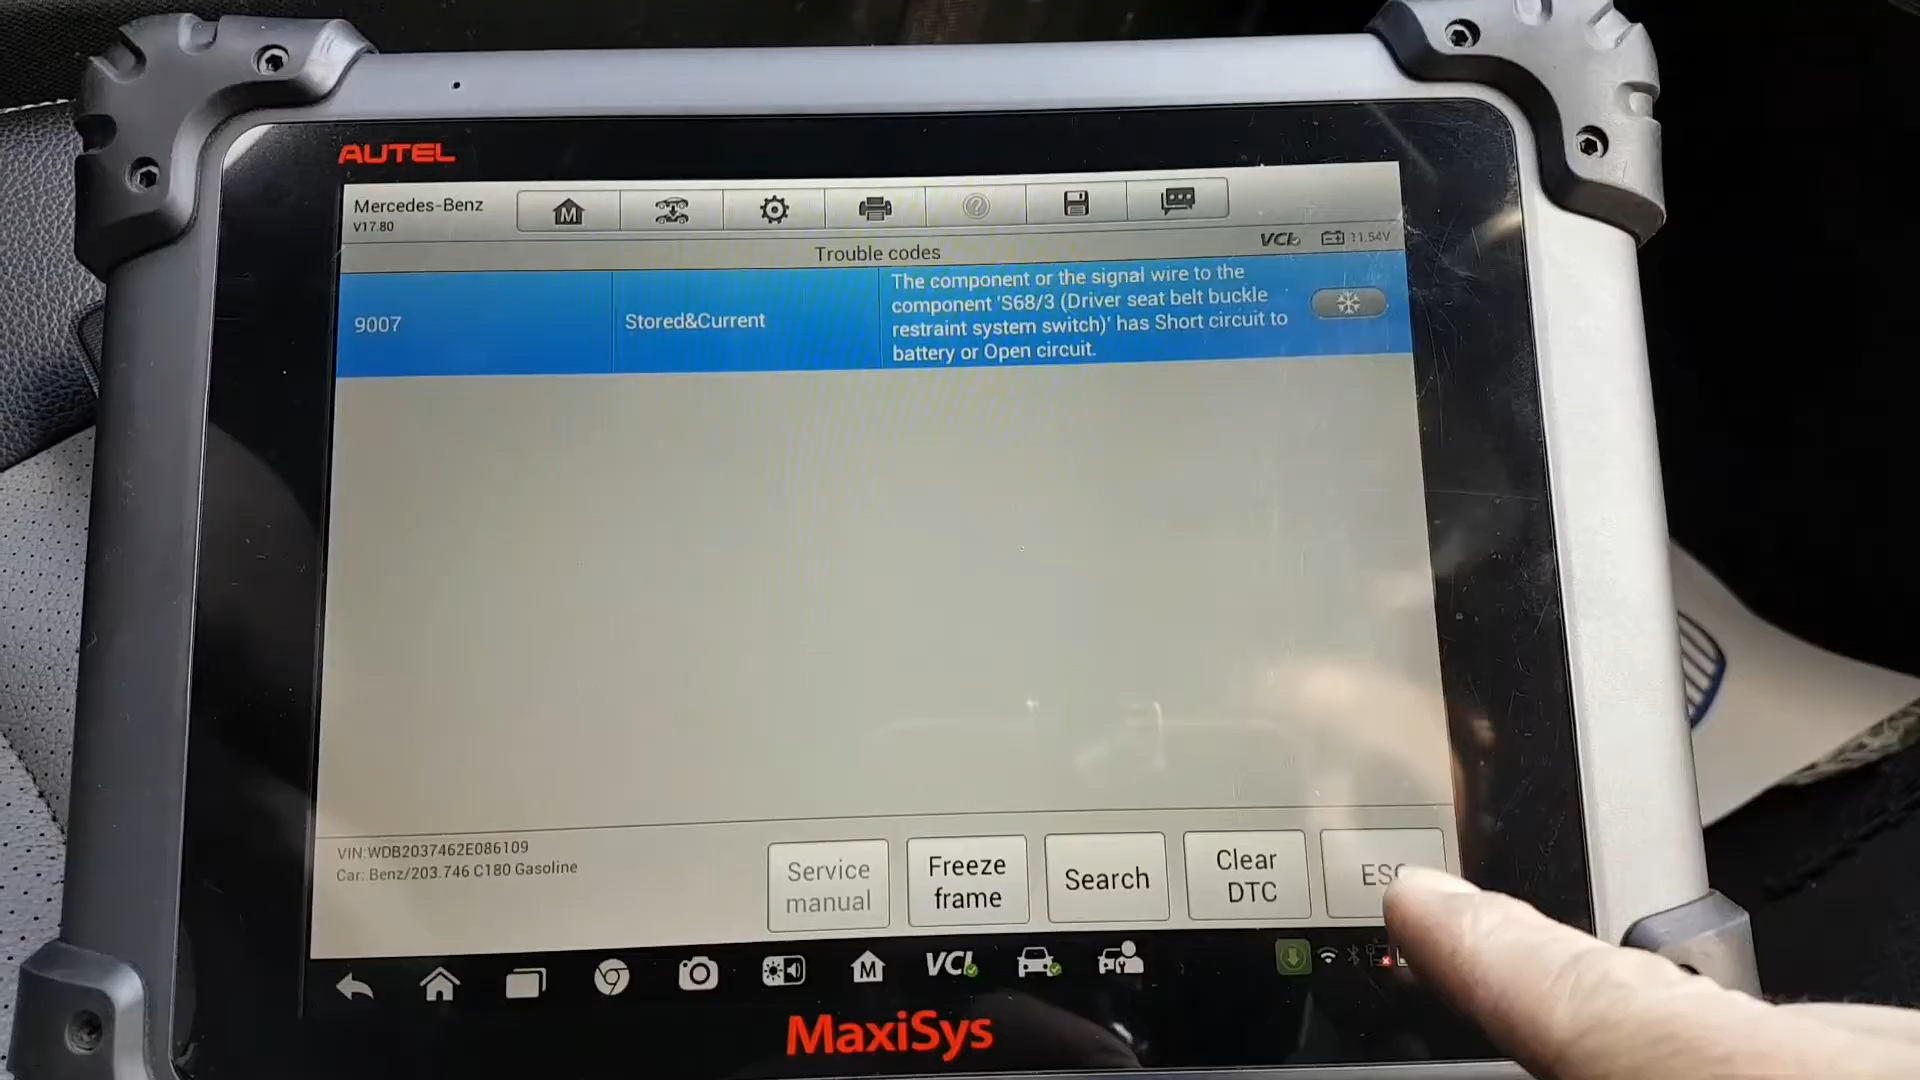 AUTEL
Mercedes-Benz
V17.80
M
?
VCI
11.54V
Trouble codes
9007
Stored&Current
The component or the signal wire to the
component 'S68/3 (Driver seat belt buckle
restraint system switch)' has Short circuit to
battery or Open circuit.
VIN:WDB2037462E086109
Car: Benz/203.746 C180 Gasoline
Service
manual
Freeze
frame
Search
Clear
DTC
M
VCI
MaxiSys